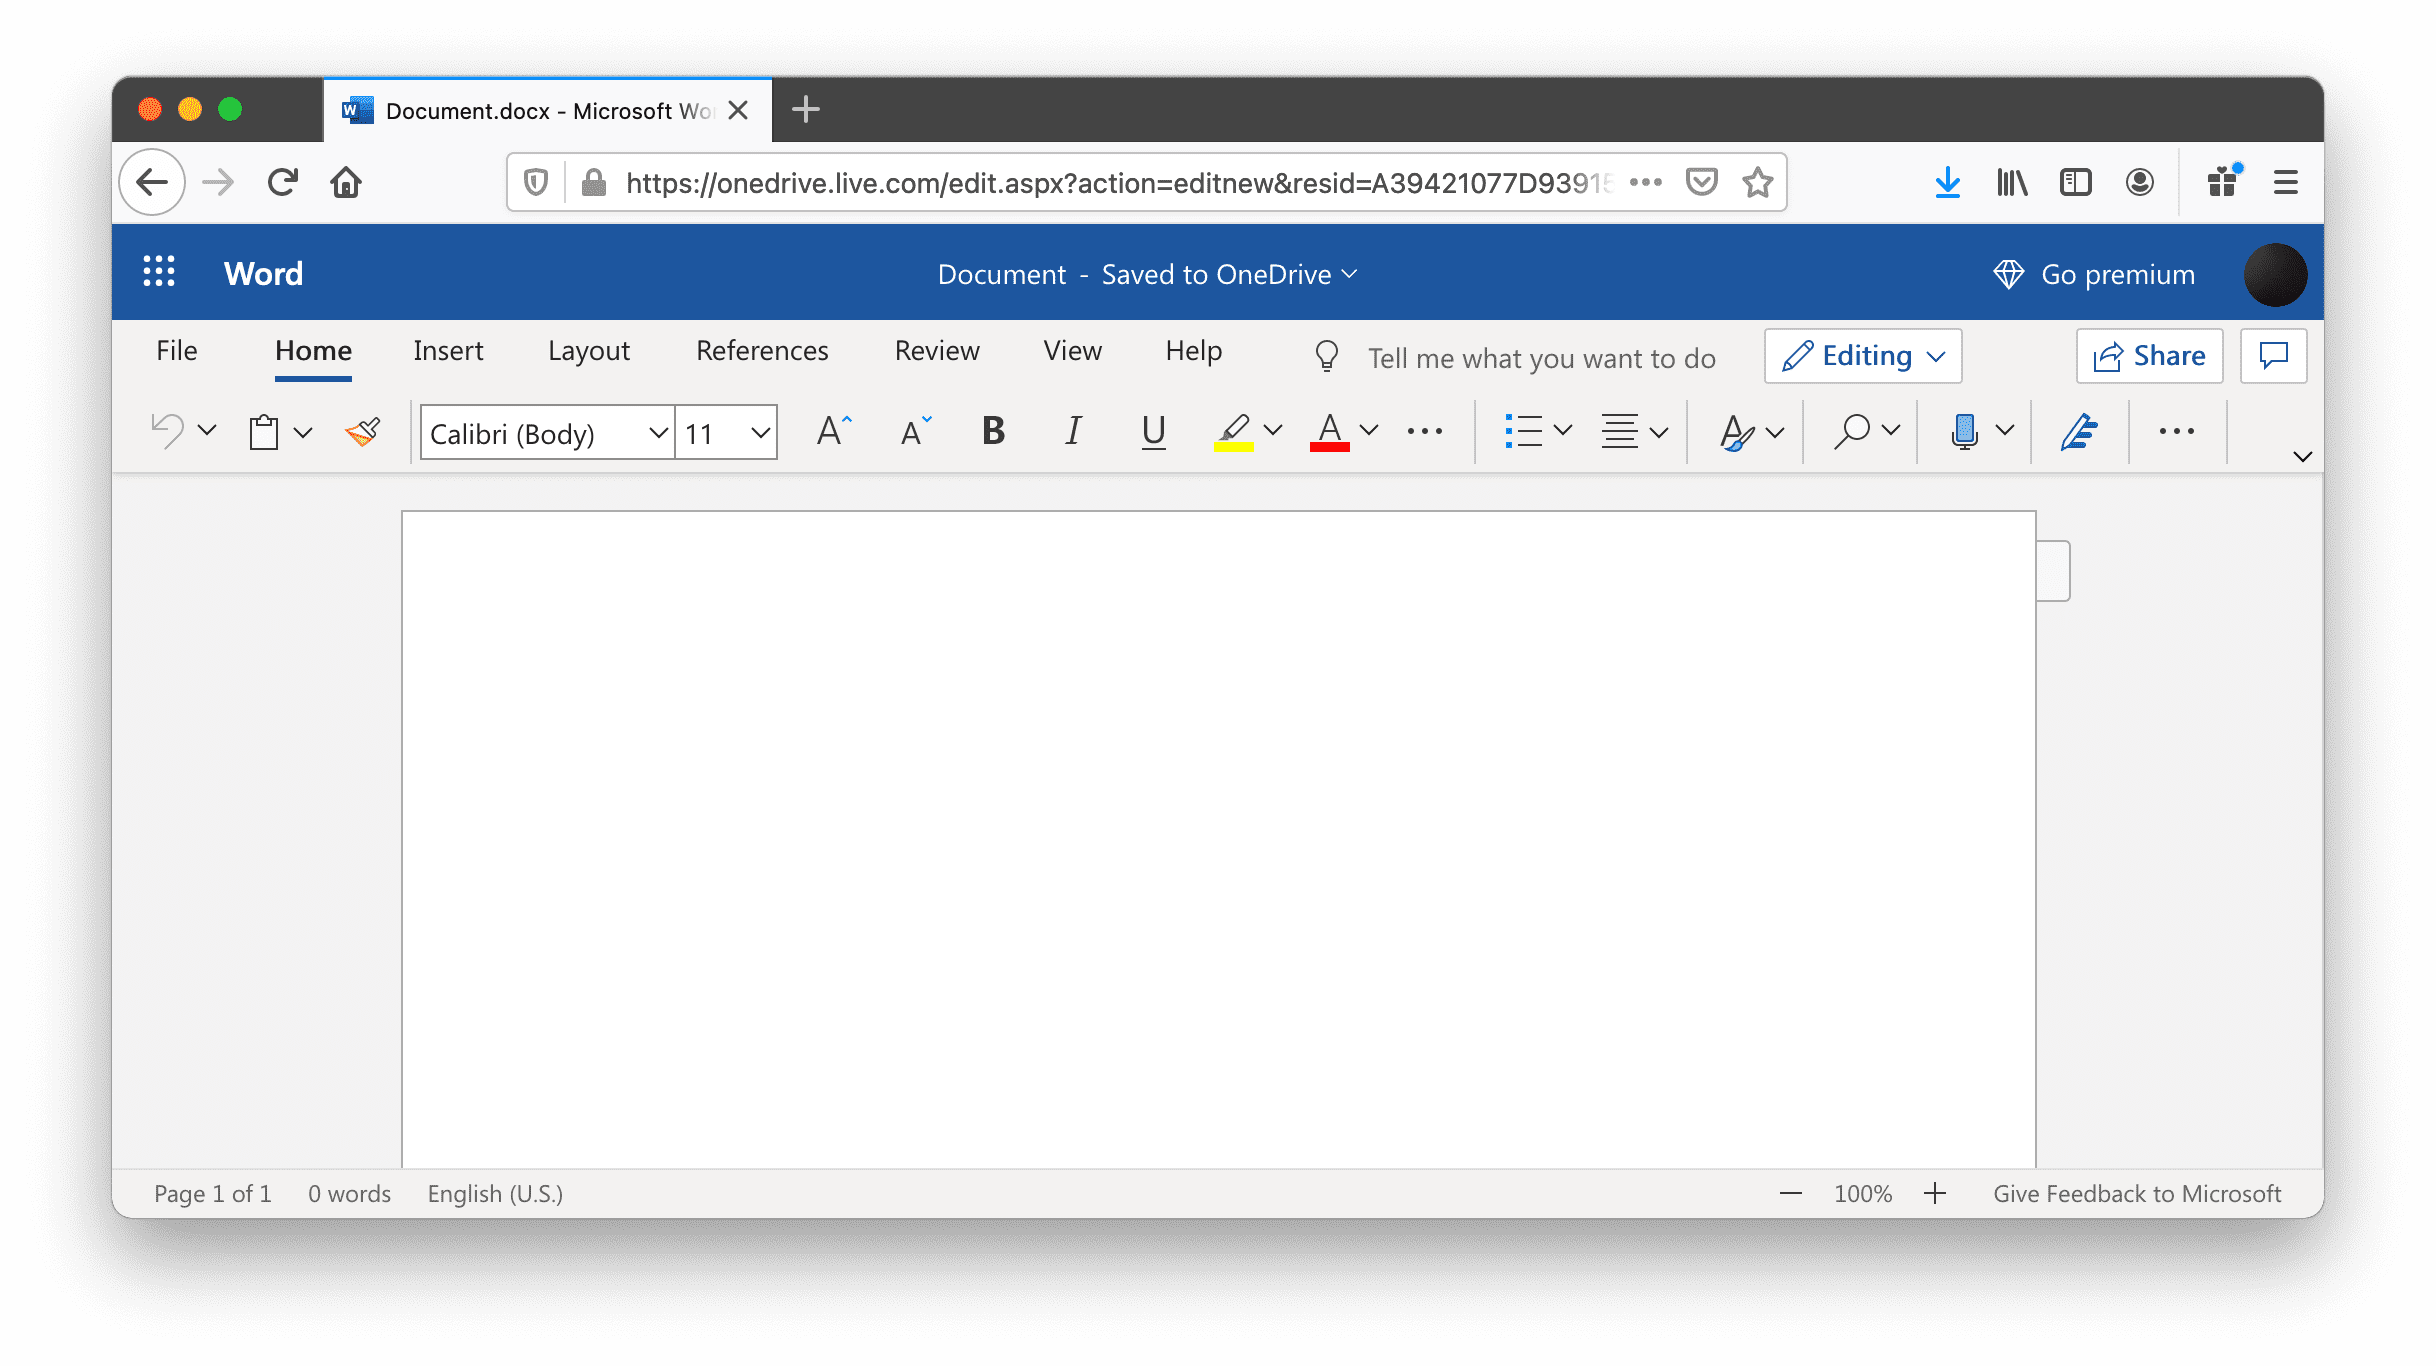 Document.docx - Microsoft Wor
https://onedrive.live.com/edit.aspx?action=editnew&resid=A39421077D93915
Word
Document - Saved to OneDrive
Go premium
File Home Insert Layout References Review View Help Tell me what you want to do Editing Share
Calibri (Body) 11
Page 1 of 1 0 words English (U.S.) 100% Give Feedback to Microsoft